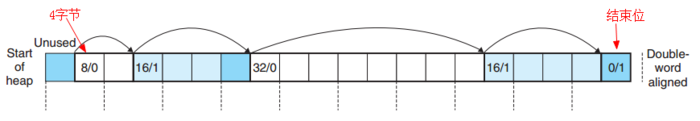 4字节
结束位
Unused
Start
of
heap
8/0
16/1
32/0
16/1
0/1
Double-
word
aligned